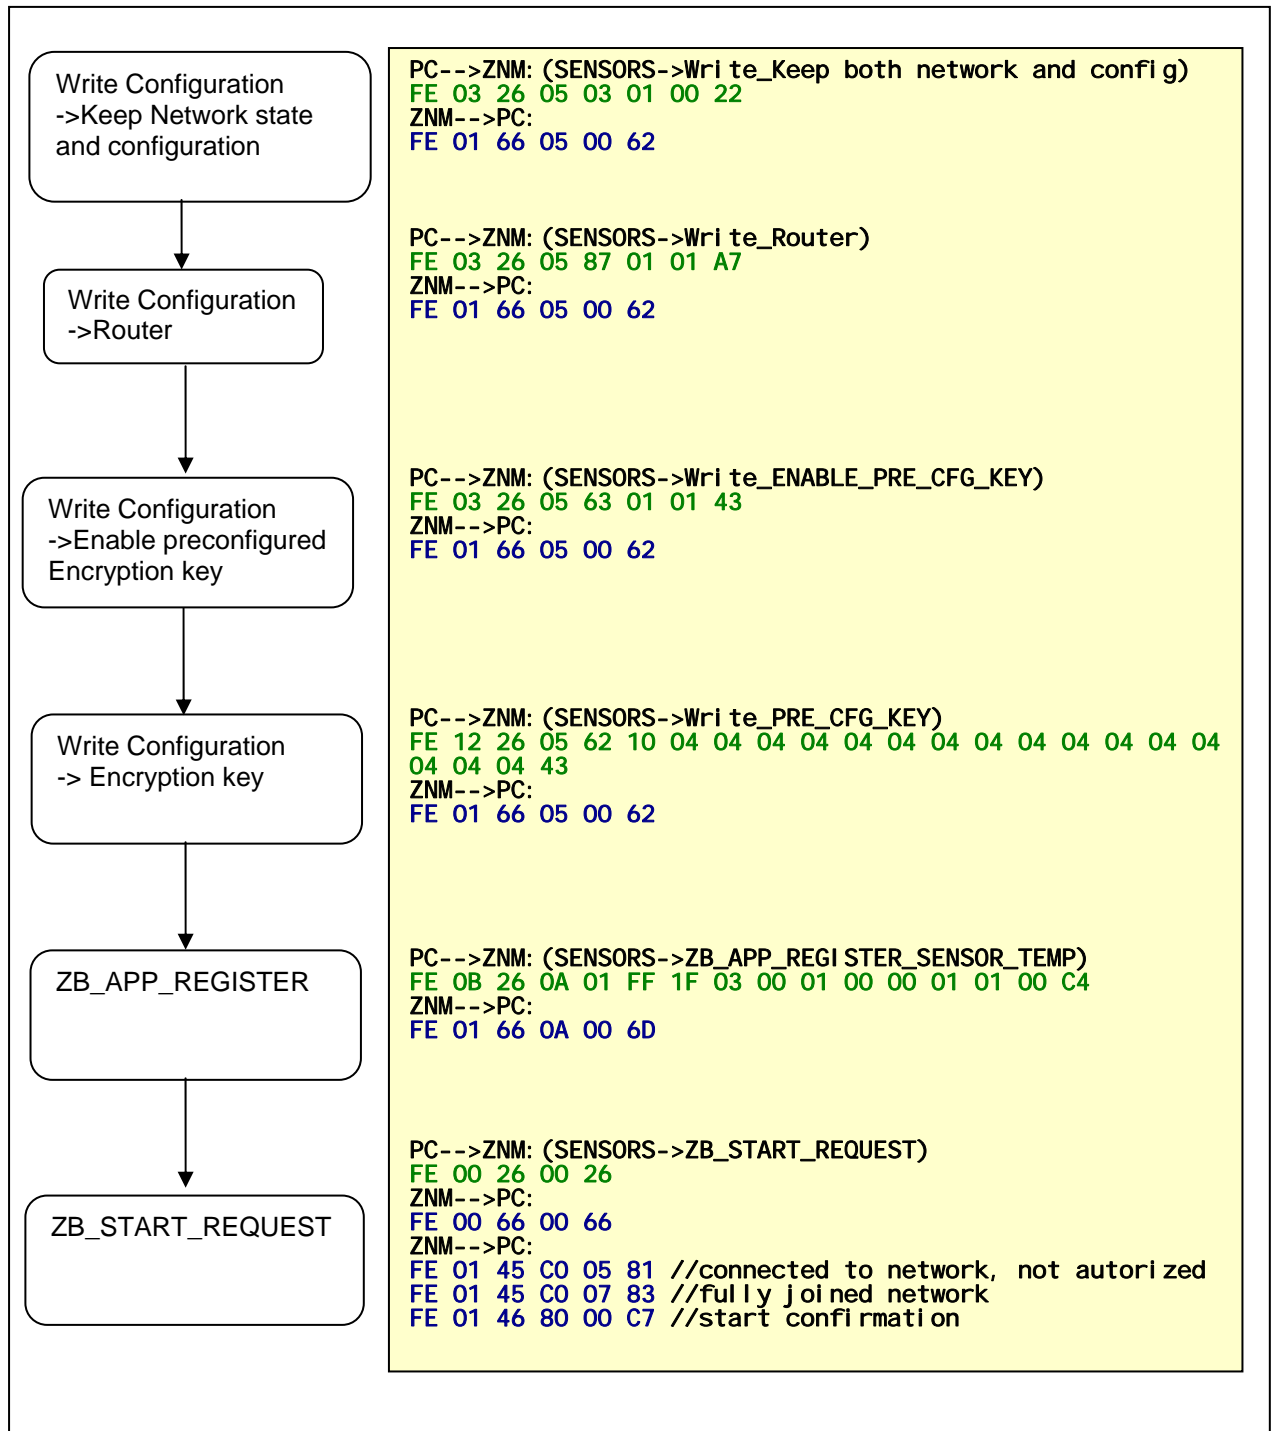 Write Configuration
->Keep Network state
and configuration
PC-->ZNM: (SENSORS->Write_Keep both network and config)
FE 03 26 05 03 01 00 22
ZNM-->PC:
FE 01 66 05 00 62
Write Configuration
->Router
PC-->ZNM: (SENSORS->Write_Router)
FE 03 26 05 87 01 01 A7
ZNM-->PC:
FE 01 66 05 00 62
Write Configuration
->Enable preconfigured
Encryption key
PC-->ZNM: (SENSORS->Write_ENABLE_PRE_CFG_KEY)
FE 03 26 05 63 01 01 43
ZNM-->PC:
FE 01 66 05 00 62
Write Configuration
-> Encryption key
PC-->ZNM: (SENSORS->Write_PRE_CFG_KEY)
FE 12 26 05 62 10 04 04 04 04 04 04 04 04 04 04 04 04 04
04 04 04 43
ZNM-->PC:
FE 01 66 05 00 62
ZB_APP_REGISTER
PC-->ZNM: (SENSORS->ZB_APP_REGISTER_SENSOR_TEMP)
FE 0B 26 0A 01 FF 1F 03 00 01 00 00 01 01 00 C4
ZNM-->PC:
FE 01 66 0A 00 6D
ZB_START_REQUEST
PC-->ZNM: (SENSORS->ZB_START_REQUEST)
FE 00 26 00 26
ZNM-->PC:
FE 00 66 00 66
ZNM-->PC:
FE 01 45 C0 05 81 //connected to network, not autorized
FE 01 45 C0 07 83 //fully joined network
FE 01 46 80 00 C7 //start confirmation